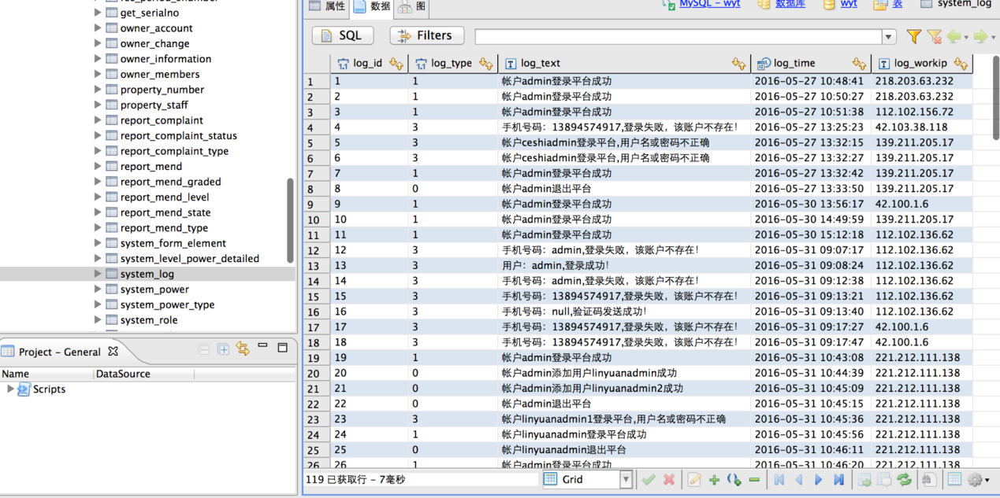 get_serialno
owner_account
owner_change
owner_information
owner_members
property_number
property_staff
report_complaint
report_complaint_status
report_complaint_type
report_mend
report_mend_graded
report_mend_level
report_mend_state
report_mend_type
system_form_element
system_level_power_detailed
system_log
system_power
system_power_type
system_role
Project - General
Name DataSource
Scripts
属性 数据 图 MySQL - wyt 数据库 wyt 表 system_log
SQL Filters
log_id log_type log_text log_time log_workip
1 1 1 帐户admin登录平台成功 2016-05-27 10:48:41 218.203.63.232
2 2 1 帐户admin登录平台成功 2016-05-27 10:50:27 218.203.63.232
3 3 1 帐户admin登录平台成功 2016-05-27 10:51:38 112.102.156.72
4 4 3 手机号码：13894574917,登录失败，该账户不存在! 2016-05-27 13:25:23 42.103.38.118
5 5 3 帐户ceshiadmin登录平台,用户名或密码不正确 2016-05-27 13:32:15 139.211.205.17
6 6 3 帐户ceshiadmin登录平台,用户名或密码不正确 2016-05-27 13:32:27 139.211.205.17
7 7 1 帐户admin登录平台成功 2016-05-27 13:32:42 139.211.205.17
8 8 0 帐户admin退出平台 2016-05-27 13:33:50 139.211.205.17
9 9 1 帐户admin登录平台成功 2016-05-30 13:56:17 42.100.1.6
10 10 1 帐户admin登录平台成功 2016-05-30 14:49:59 139.211.205.17
11 11 1 帐户admin登录平台成功 2016-05-30 15:12:18 112.102.136.62
12 12 3 手机号码：admin,登录失败，该账户不存在! 2016-05-31 09:07:17 112.102.136.62
13 13 3 用户：admin,登录成功! 2016-05-31 09:08:24 112.102.136.62
14 14 3 手机号码：admin,登录失败，该账户不存在! 2016-05-31 09:12:38 112.102.136.62
15 15 3 手机号码：13894574917,登录失败，该账户不存在! 2016-05-31 09:13:21 112.102.136.62
16 16 3 手机号码：null,验证码发送成功! 2016-05-31 09:13:40 112.102.136.62
17 17 3 手机号码：13894574917,登录失败，该账户不存在! 2016-05-31 09:17:27 42.100.1.6
18 18 3 手机号码：13894574917,登录失败，该账户不存在! 2016-05-31 09:17:47 42.100.1.6
19 19 1 帐户admin登录平台成功 2016-05-31 10:43:08 221.212.111.138
20 20 0 帐户admin添加用户linyuanadmin成功 2016-05-31 10:44:39 221.212.111.138
21 21 0 帐户admin添加用户linyuanadmin2成功 2016-05-31 10:45:09 221.212.111.138
22 22 0 帐户admin退出平台 2016-05-31 10:45:15 221.212.111.138
23 23 3 帐户linyuanadmin1登录平台,用户名或密码不正确 2016-05-31 10:45:36 221.212.111.138
24 24 1 帐户linyuanadmin登录平台成功 2016-05-31 10:45:56 221.212.111.138
25 25 0 帐户linyuanadmin退出平台 2016-05-31 10:46:11 221.212.111.138
26 26 1 帐户admin登录平台成功 2016-05-31 10:46:20 221.212.111.138
119 已获取行 - 7毫秒 Grid